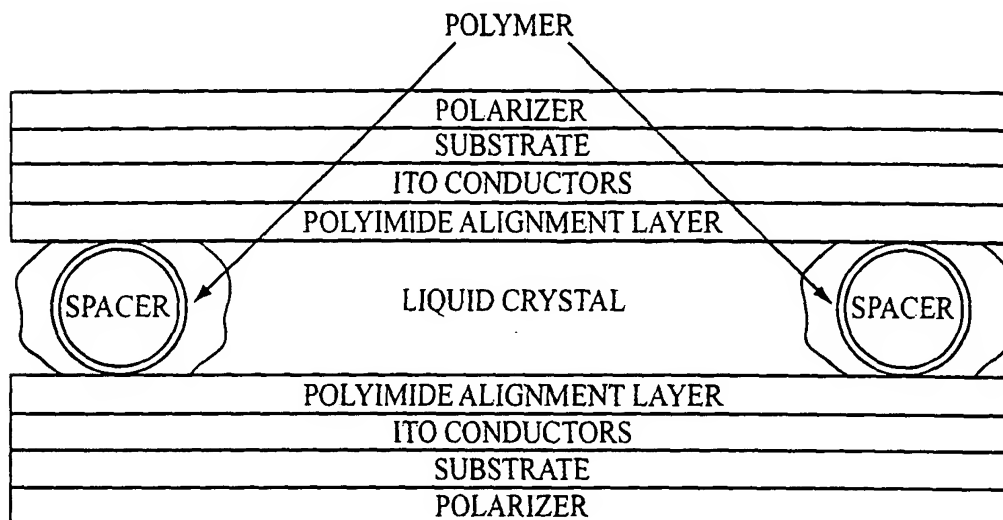 POLYMER
POLARIZER
SUBSTRATE
ITO CONDUCTORS
POLYIMIDE ALIGNMENT LAYER
SPACER LIQUID CRYSTAL SPACER
POLYIMIDE ALIGNMENT LAYER
ITO CONDUCTORS
SUBSTRATE
POLARIZER